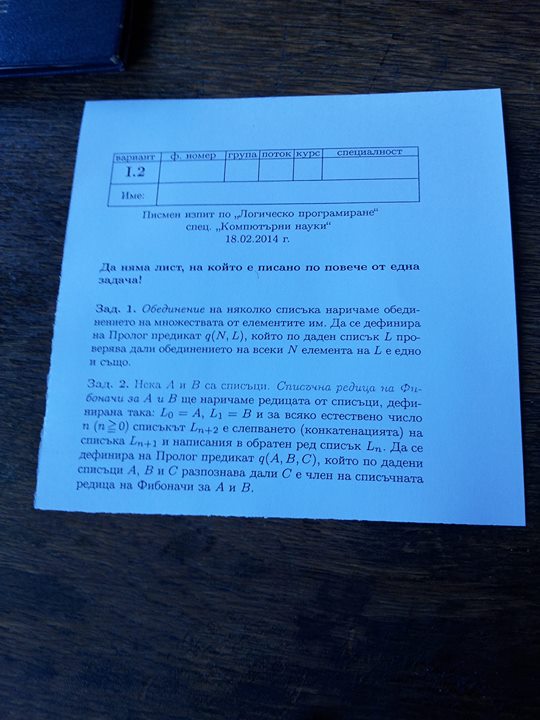 вариант ф. номер група поток курс специалност
I.2
Име:
Писмен изпит по „Логическо програмиране“
спец. „Компютърни науки“
18.02.2014 г.
Да няма лист, на който е писано по повече от една
задача!
Зад. 1. Обединение на няколко списъка наричаме обеди-
нението на множествата от елементите им. Да се дефинира
на Пролог предикат q(N, L), който по даден списък L про-
верява дали обединението на всеки N елемента на L е едно
и също.
Зад. 2. Нека A и B са списъци. Списъчна редица на Фи-
боначи за A и B ще наричаме редицата от списъци, дефи-
нирана така: L₀ = A, L₁ = B и за всяко естествено число
n (n ≧ 0) списъкът Lₙ₊₂ е слепването (конкатенацията) на
списъка Lₙ₊₁ и написания в обратен ред списък Lₙ. Да се
дефинира на Пролог предикат q(A, B, C), който по дадени
списъци A, B и C разпознава дали C е член на списъчната
редица на Фибоначи за A и B.